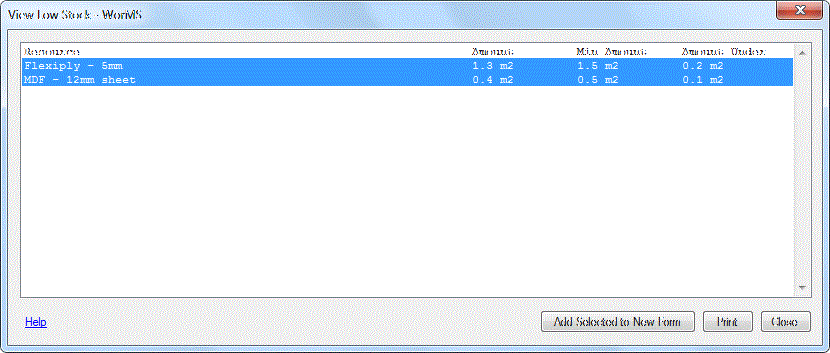 View Low Stock - WorkMS
Resource Amount Min Amount Amount Under
Flexiply - 5mm 1.3 m2 1.5 m2 0.2 m2
MDF - 12mm sheet 0.4 m2 0.5 m2 0.1 m2
Help Add Selected to New Form Print Close